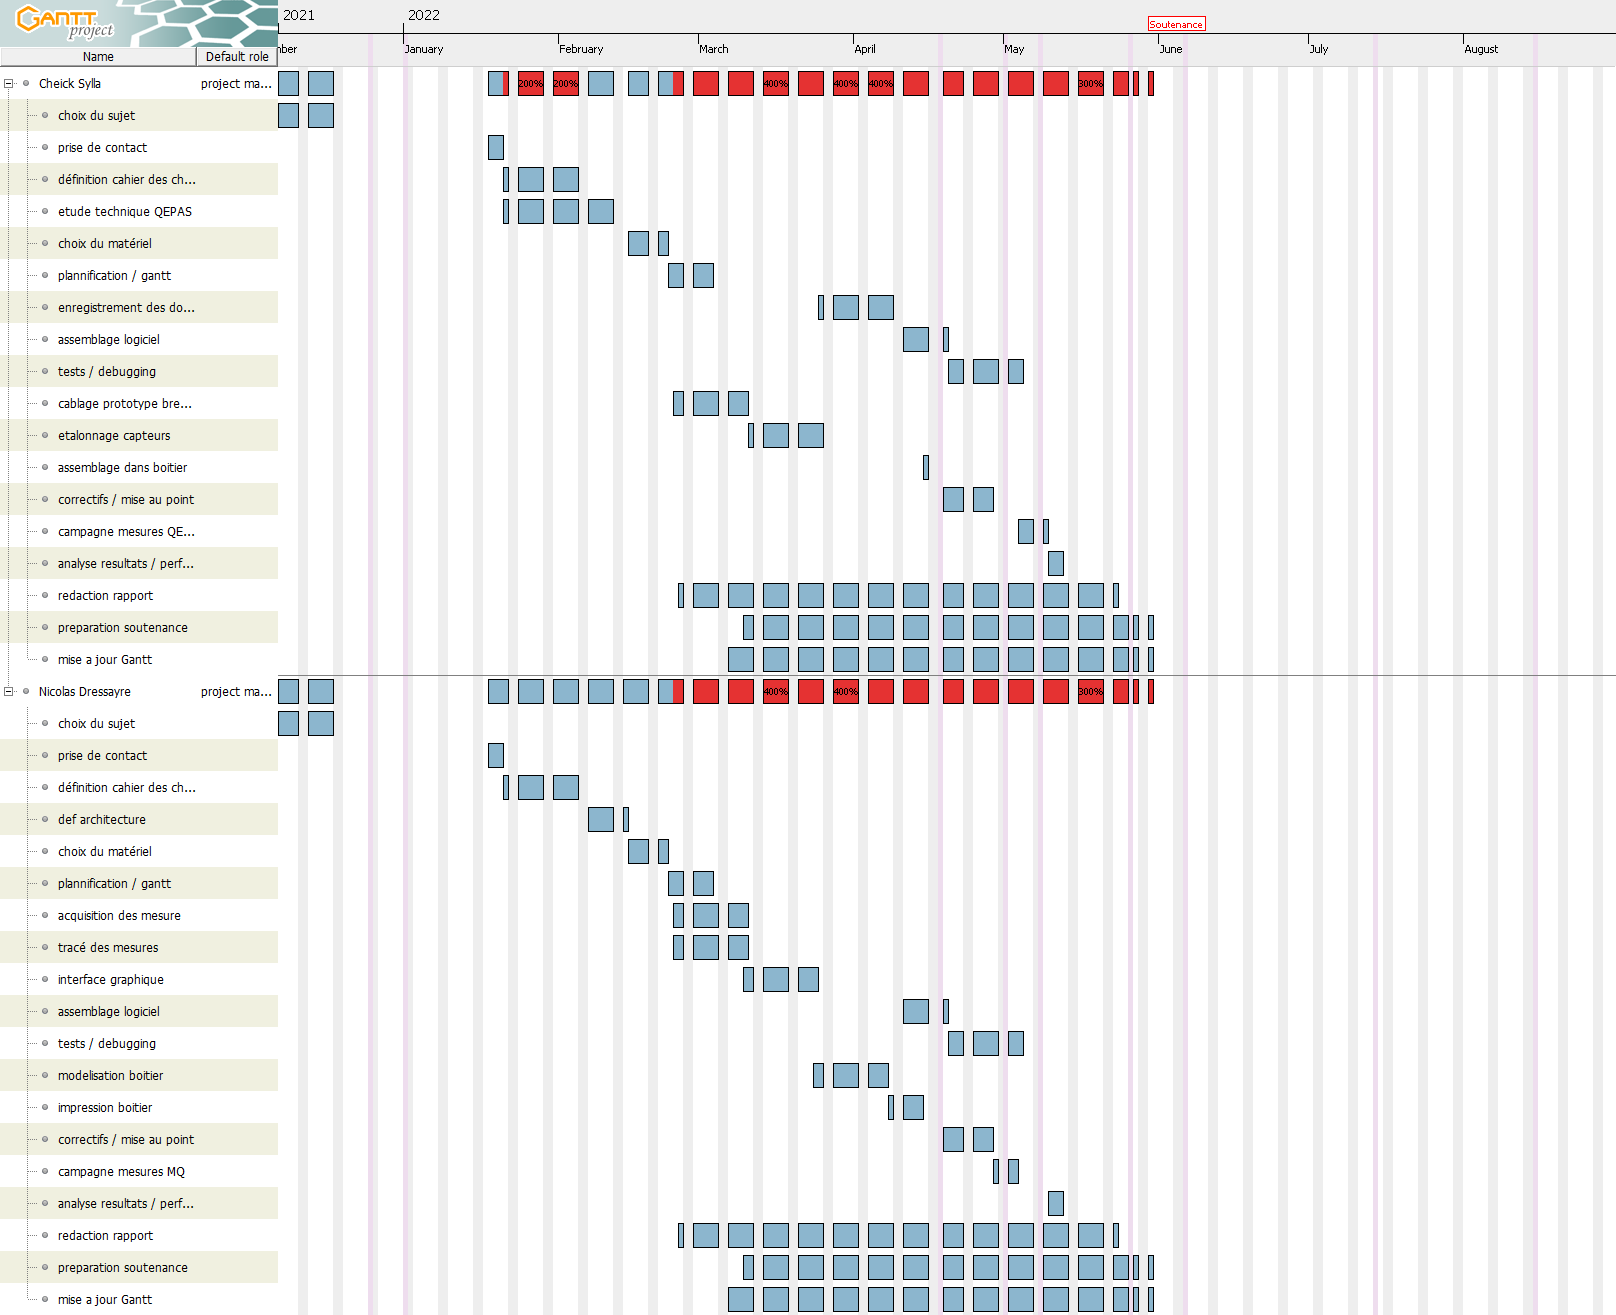 GANTT
project
2021
2022
Soutenance
Name
Default role
nber
January
February
March
April
May
June
July
August
Cheick Sylla
project ma...
200%
200%
400%
400%
400%
300%
choix du sujet
prise de contact
définition cahier des ch...
etude technique QEPAS
choix du matériel
plannification / gantt
enregistrement des do...
assemblage logiciel
tests / debugging
cablage prototype bre...
etalonnage capteurs
assemblage dans boitier
correctifs / mise au point
campagne mesures QE...
analyse resultats / perf...
redaction rapport
preparation soutenance
mise a jour Gantt
Nicolas Dressayre
project ma...
400%
400%
300%
choix du sujet
prise de contact
définition cahier des ch...
def architecture
choix du matériel
plannification / gantt
acquisition des mesure
tracé des mesures
interface graphique
assemblage logiciel
tests / debugging
modelisation boitier
impression boitier
correctifs / mise au point
campagne mesures MQ
analyse resultats / perf...
redaction rapport
preparation soutenance
mise a jour Gantt